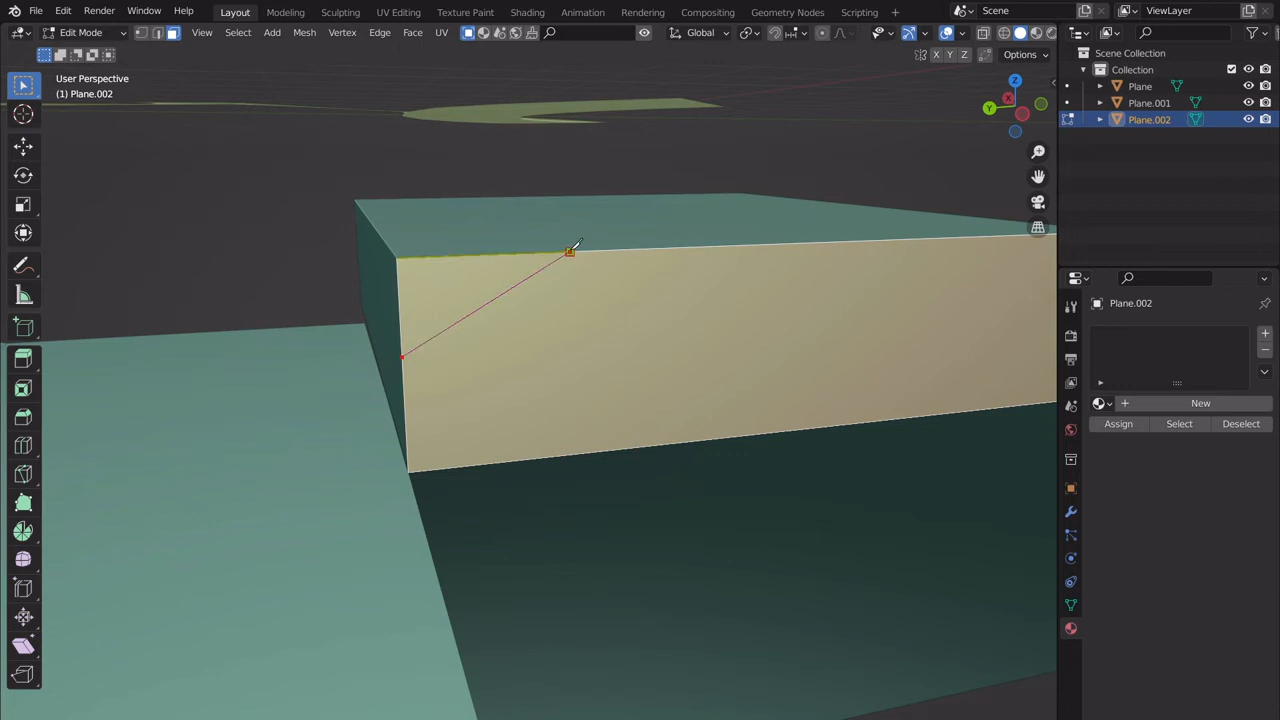 File Edit Render Window Help Layout Modeling Sculpting UV Editing Texture Paint Shading Animation Rendering Compositing Geometry Nodes Scripting + Scene ViewLayer
Edit Mode View Select Add Mesh Vertex Edge Face UV Global
X Y Z Options
User Perspective
(1) Plane.002
Z
X
Y
Scene Collection
Collection
Plane
Plane.001
Plane.002
Plane.002
New
Assign Select Deselect